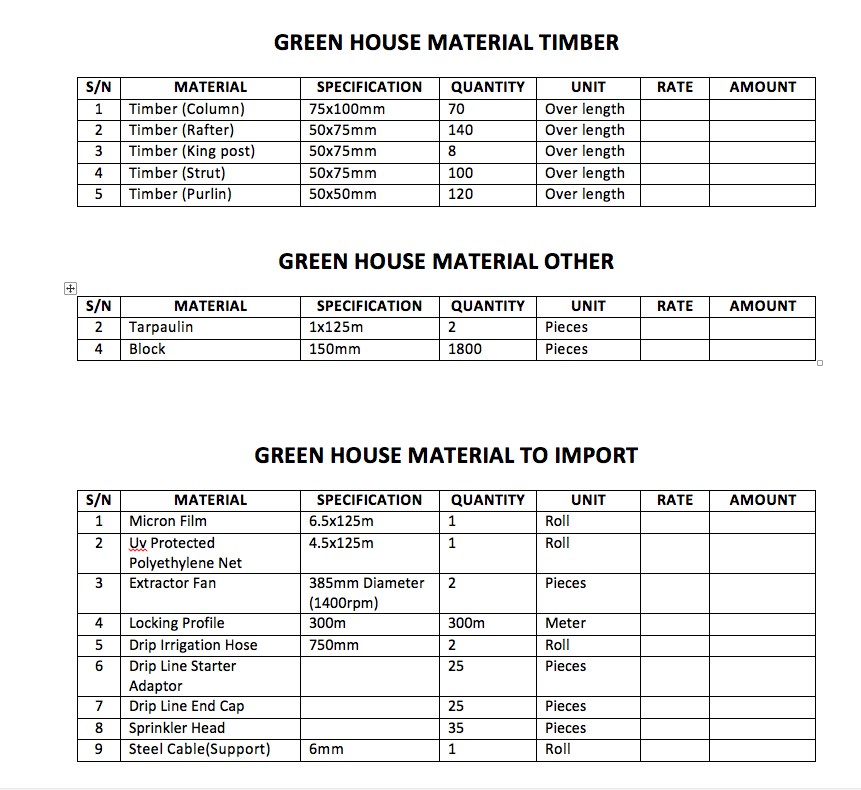 GREEN HOUSE MATERIAL TIMBER
S/N MATERIAL SPECIFICATION QUANTITY UNIT RATE AMOUNT
1 Timber (Column) 75x100mm 70 Over length
2 Timber (Rafter) 50x75mm 140 Over length
3 Timber (King post) 50x75mm 8 Over length
4 Timber (Strut) 50x75mm 100 Over length
5 Timber (Purlin) 50x50mm 120 Over length
GREEN HOUSE MATERIAL OTHER
S/N MATERIAL SPECIFICATION QUANTITY UNIT RATE AMOUNT
2 Tarpaulin 1x125m 2 Pieces
4 Block 150mm 1800 Pieces
GREEN HOUSE MATERIAL TO IMPORT
S/N MATERIAL SPECIFICATION QUANTITY UNIT RATE AMOUNT
1 Micron Film 6.5x125m 1 Roll
2 Uv Protected 4.5x125m 1 Roll
Polyethylene Net
3 Extractor Fan 385mm Diameter 2 Pieces
(1400rpm)
4 Locking Profile 300m 300m Meter
5 Drip Irrigation Hose 750mm 2 Roll
6 Drip Line Starter 25 Pieces
Adaptor
7 Drip Line End Cap 25 Pieces
8 Sprinkler Head 35 Pieces
9 Steel Cable(Support) 6mm 1 Roll